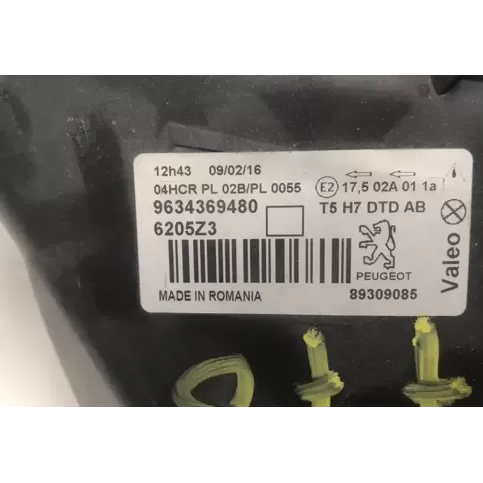 12h43 09/02/16
04HCR PL 02B/PL 0055 E2 17,5 02A 01 1a
9634369480 T5 H7 DTD AB
6205Z3
PEUGEOT
MADE IN ROMANIA 89309085
Valeo